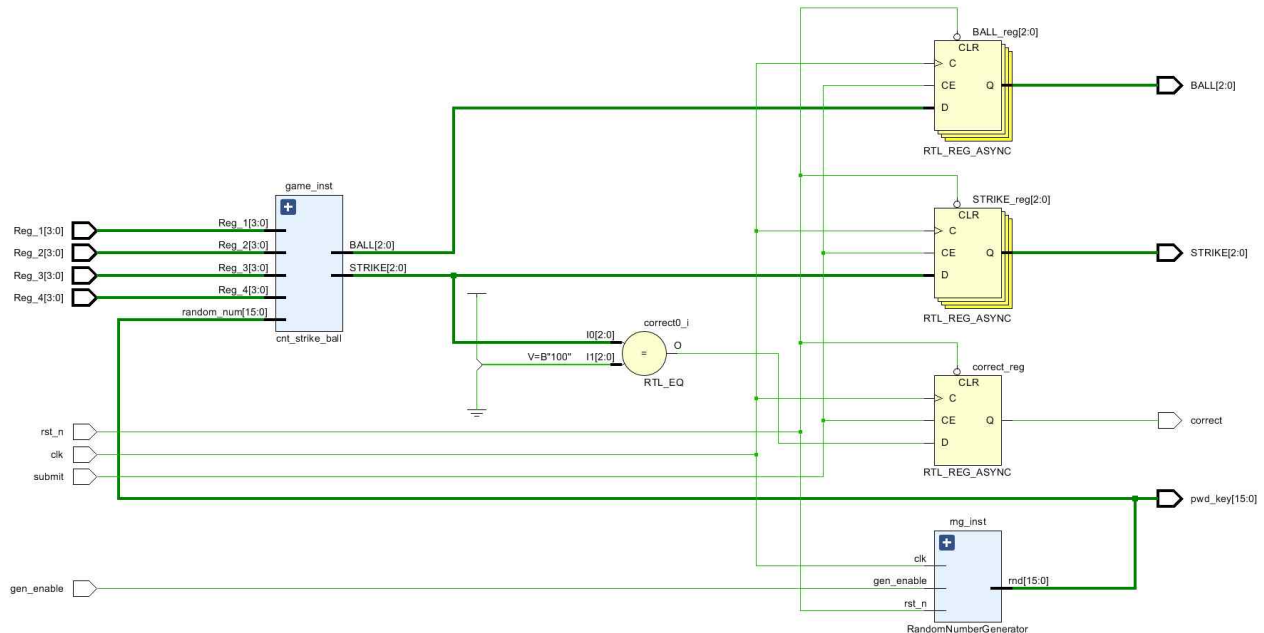 BALL_reg[2:0]
CLR
C
CE
Q
D
RTL_REG_ASYNC
BALL[2:0]
STRIKE_reg[2:0]
CLR
C
CE
Q
D
RTL_REG_ASYNC
STRIKE[2:0]
game_inst
Reg_1[3:0]
Reg_2[3:0]
Reg_3[3:0]
Reg_4[3:0]
Reg_1[3:0]
Reg_2[3:0]
Reg_3[3:0]
Reg_4[3:0]
random_num[15:0]
BALL[2:0]
STRIKE[2:0]
cnt_strike_ball
correct0_i
I0[2:0]
V=B"100" I1[2:0]
=
O
RTL_EQ
correct_reg
CLR
C
CE
Q
D
RTL_REG_ASYNC
correct
rst_n
clk
submit
pwd_key[15:0]
rng_inst
clk
gen_enable
rst_n
rnd[15:0]
RandomNumberGenerator
gen_enable